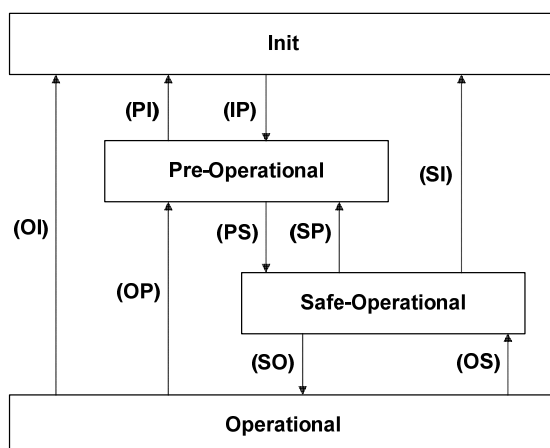 Init
(PI)
(IP)
Pre-Operational
(SI)
(OI)
(PS)
(SP)
(OP)
Safe-Operational
(SO)
(OS)
Operational